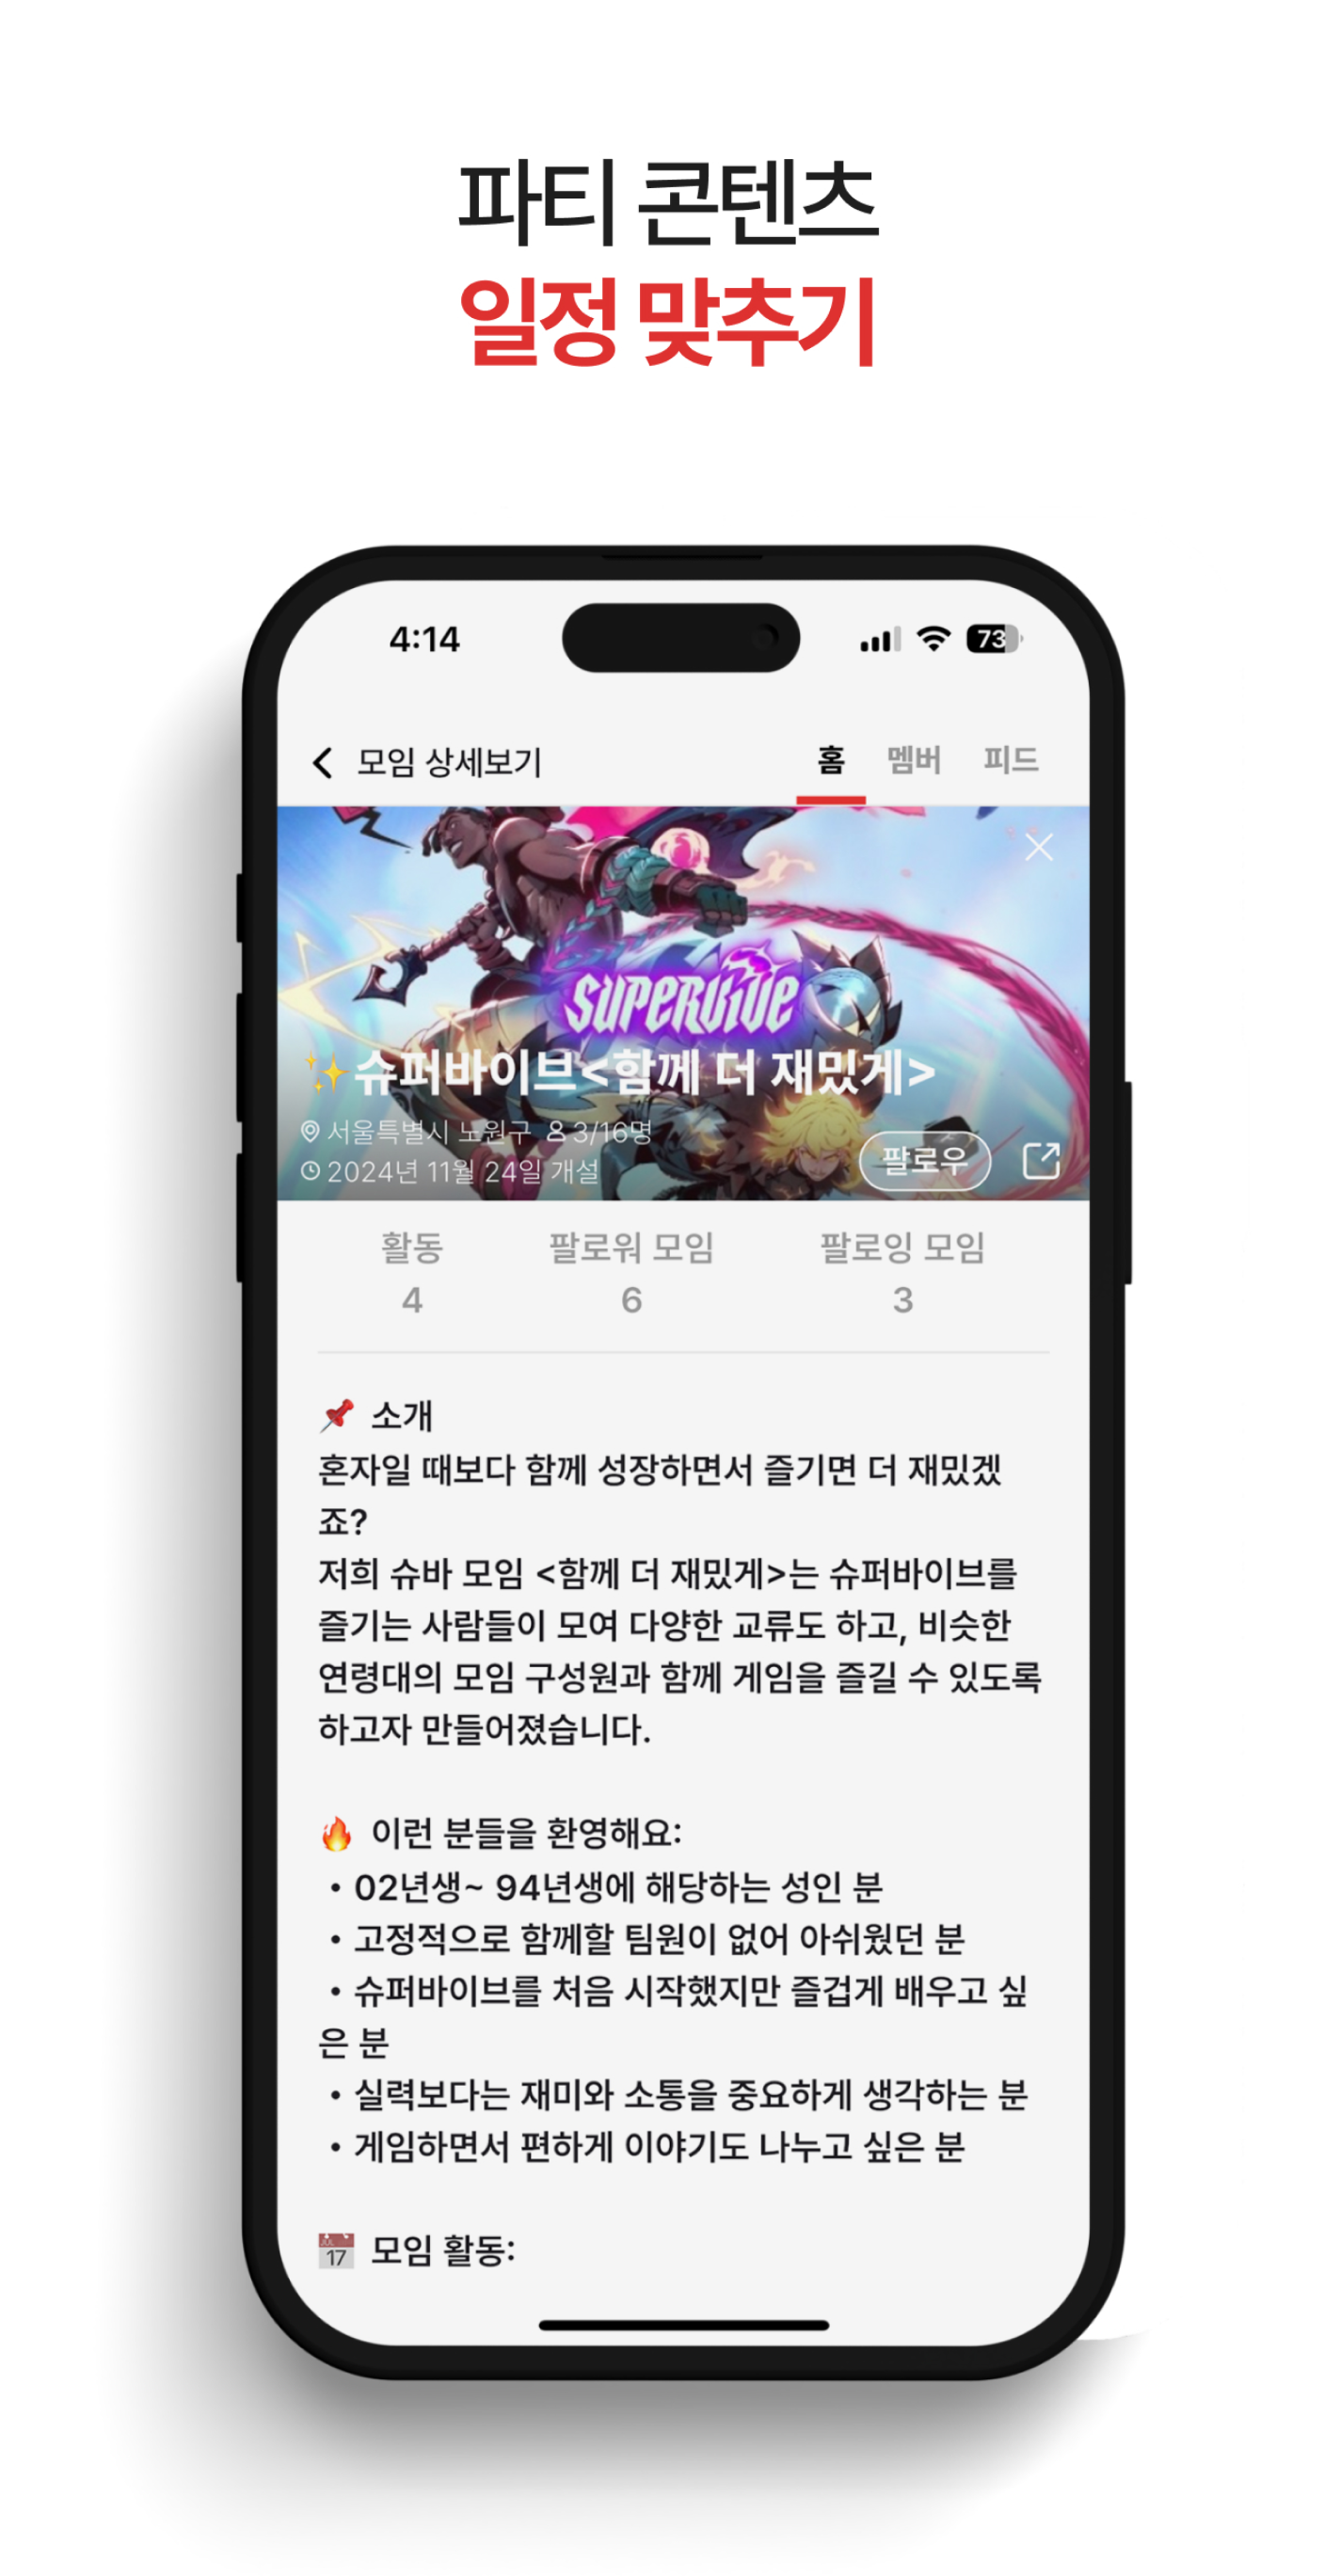 파티 콘텐츠
일정 맞추기
4:14
73
모임 상세보기
홈 멤버 피드
SUPERVIVE
✨슈퍼바이브<함께 더 재밌게>
서울특별시 노원구 3/16명
2024년 11월 24일 개설
팔로우
활동 팔로워 모임 팔로잉 모임
4 6 3
📌 소개
혼자일 때보다 함께 성장하면서 즐기면 더 재밌겠
죠?
저희 슈바 모임 <함께 더 재밌게>는 슈퍼바이브를
즐기는 사람들이 모여 다양한 교류도 하고, 비슷한
연령대의 모임 구성원과 함께 게임을 즐길 수 있도록
하고자 만들어졌습니다.
🔥 이런 분들을 환영해요:
• 02년생~ 94년생에 해당하는 성인 분
• 고정적으로 함께할 팀원이 없어 아쉬웠던 분
• 슈퍼바이브를 처음 시작했지만 즐겁게 배우고 싶
은 분
• 실력보다는 재미와 소통을 중요하게 생각하는 분
• 게임하면서 편하게 이야기도 나누고 싶은 분
📅 모임 활동: